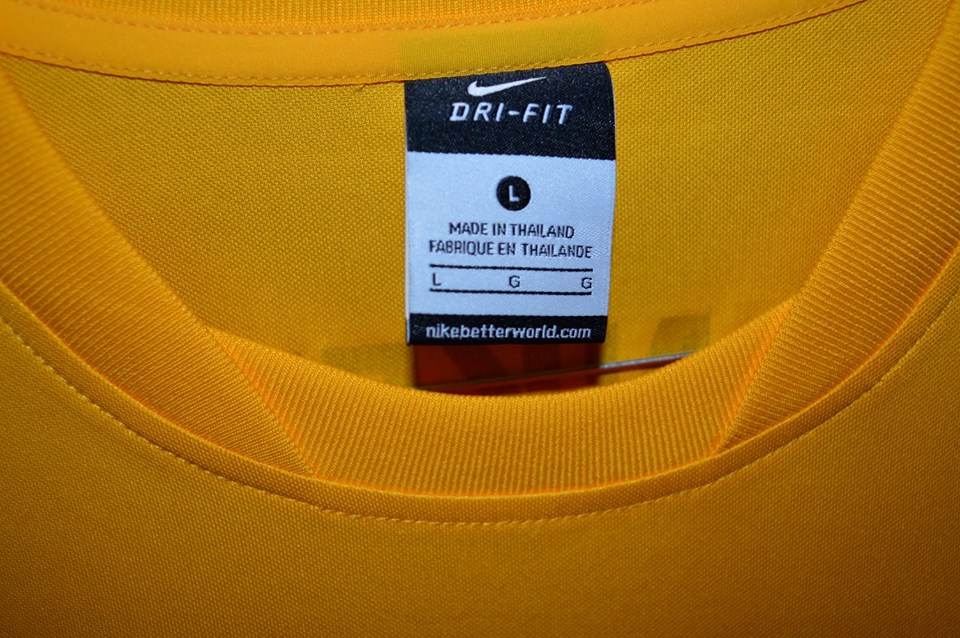 DRI-FIT
L
MADE IN THAILAND
FABRIQUE EN THAILANDE
L G G
nikebetterworld.com